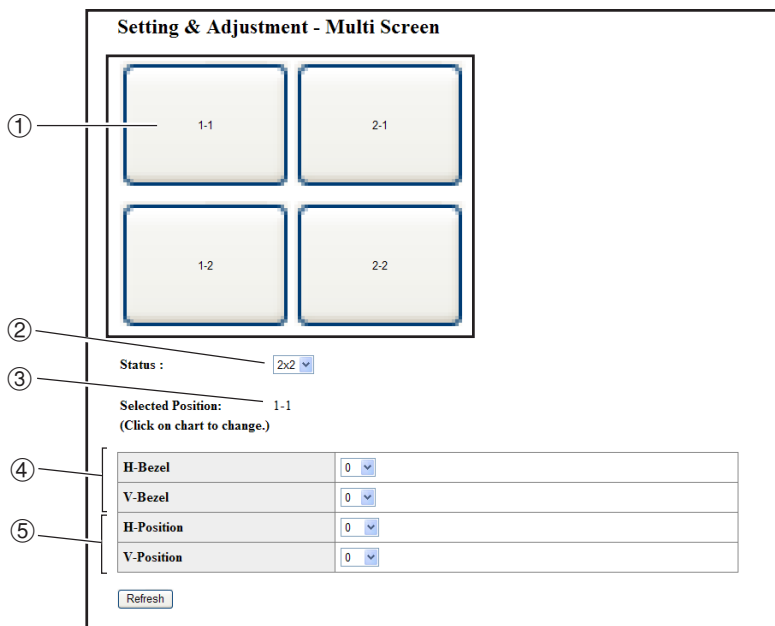 Setting & Adjustment - Multi Screen
① 1-1 2-1
1-2 2-2
② Status : 2x2
③ Selected Position: 1-1
(Click on chart to change.)
④ H-Bezel 0
V-Bezel 0
⑤ H-Position 0
V-Position 0
Refresh